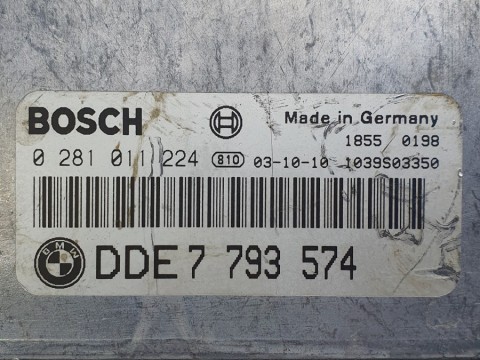 BOSCH Made in Germany
1855 0198
0 281 011 224 810 03-10-10 1039S03350
BMW DDE 7 793 574